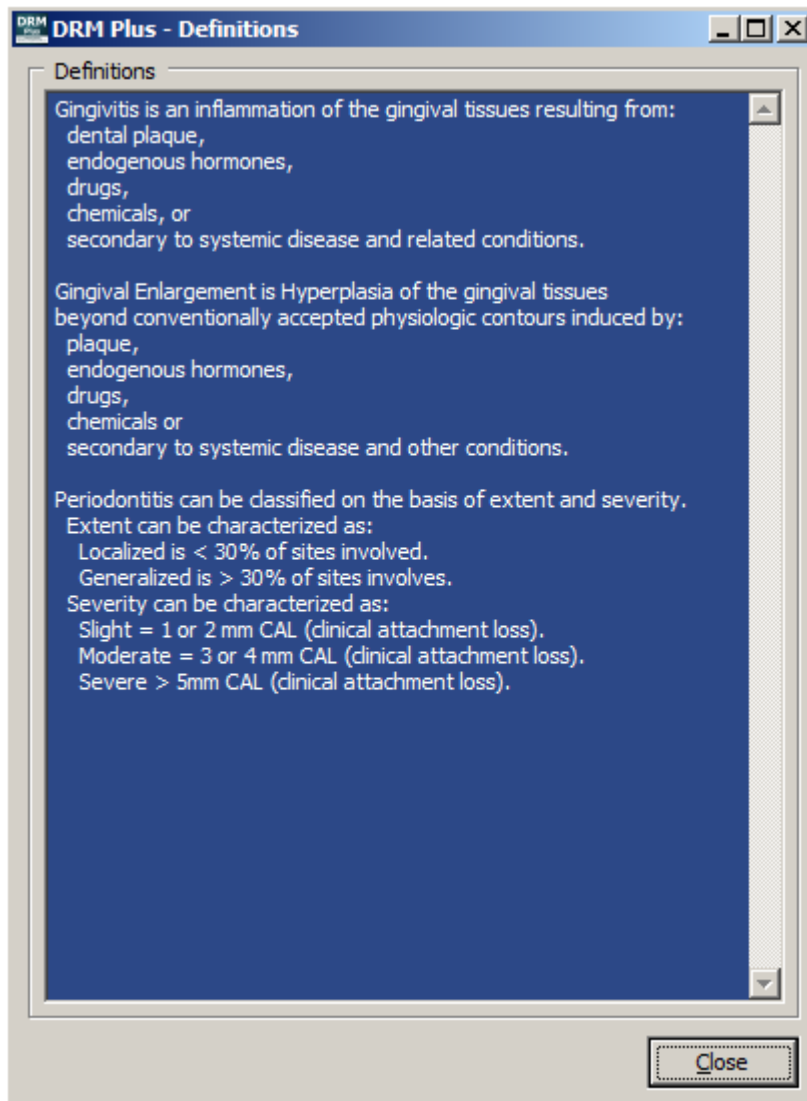 DRM Plus
DRM Plus - Definitions
Definitions
Gingivitis is an inflammation of the gingival tissues resulting from:
dental plaque,
endogenous hormones,
drugs,
chemicals, or
secondary to systemic disease and related conditions.
Gingival Enlargement is Hyperplasia of the gingival tissues
beyond conventionally accepted physiologic contours induced by:
plaque,
endogenous hormones,
drugs,
chemicals or
secondary to systemic disease and other conditions.
Periodontitis can be classified on the basis of extent and severity.
Extent can be characterized as:
Localized is < 30% of sites involved.
Generalized is > 30% of sites involves.
Severity can be characterized as:
Slight = 1 or 2 mm CAL (clinical attachment loss).
Moderate = 3 or 4 mm CAL (clinical attachment loss).
Severe > 5mm CAL (clinical attachment loss).
Close